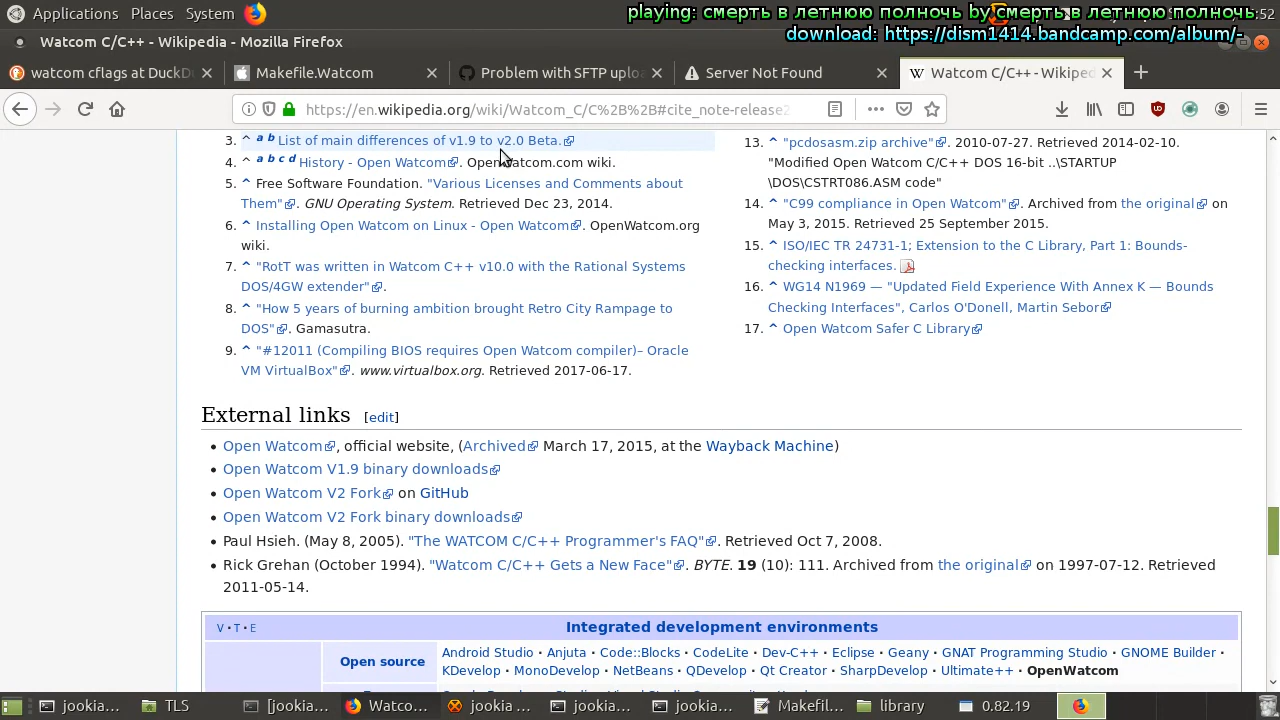 Applications Places System
playing: смерть в летнюю полночь by смерть в летнюю полночь
:52
download: https://dism1414.bandcamp.com/album/-
Watcom C/C++ - Wikipedia - Mozilla Firefox
watcom cflags at DuckDu
Makefile.Watcom
Problem with SFTP uploa
Server Not Found
Watcom C/C++ - Wikiped
https://en.wikipedia.org/wiki/Watcom_C/C%2B%2B#cite_note-release2
3. ^ a b List of main differences of v1.9 to v2.0 Beta.
4. ^ a b c d History - Open Watcom. OpenWatcom.com wiki.
5. ^ Free Software Foundation. "Various Licenses and Comments about
Them". GNU Operating System. Retrieved Dec 23, 2014.
6. ^ Installing Open Watcom on Linux - Open Watcom. OpenWatcom.org
wiki.
7. ^ "RotT was written in Watcom C++ v10.0 with the Rational Systems
DOS/4GW extender".
8. ^ "How 5 years of burning ambition brought Retro City Rampage to
DOS". Gamasutra.
9. ^ "#12011 (Compiling BIOS requires Open Watcom compiler)– Oracle
VM VirtualBox". www.virtualbox.org. Retrieved 2017-06-17.
13. ^ "pcdosasm.zip archive". 2010-07-27. Retrieved 2014-02-10.
"Modified Open Watcom C/C++ DOS 16-bit ..\STARTUP
\DOS\CSTRT086.ASM code"
14. ^ "C99 compliance in Open Watcom". Archived from the original on
May 3, 2015. Retrieved 25 September 2015.
15. ^ ISO/IEC TR 24731-1; Extension to the C Library, Part 1: Bounds-
checking interfaces.
16. ^ WG14 N1969 — "Updated Field Experience With Annex K — Bounds
Checking Interfaces", Carlos O'Donell, Martin Sebor
17. ^ Open Watcom Safer C Library
External links [edit]
• Open Watcom, official website, (Archived March 17, 2015, at the Wayback Machine)
• Open Watcom V1.9 binary downloads
• Open Watcom V2 Fork on GitHub
• Open Watcom V2 Fork binary downloads
• Paul Hsieh. (May 8, 2005). "The WATCOM C/C++ Programmer's FAQ". Retrieved Oct 7, 2008.
• Rick Grehan (October 1994). "Watcom C/C++ Gets a New Face". BYTE. 19 (10): 111. Archived from the original on 1997-07-12. Retrieved
2011-05-14.
V · T · E
Integrated development environments
Open source
Android Studio · Anjuta · Code::Blocks · CodeLite · Dev-C++ · Eclipse · Geany · GNAT Programming Studio · GNOME Builder ·
KDevelop · MonoDevelop · NetBeans · QDevelop · Qt Creator · SharpDevelop · Ultimate++ · OpenWatcom
jookia... TLS [jookia... Watco... jookia ... jookia... jookia... Makefil... library 0.82.19